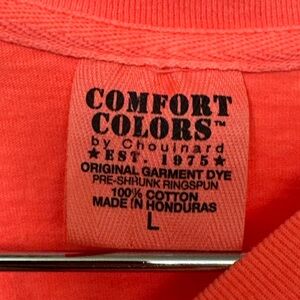 COMFORT
COLORS™
by Chouinard
★EST. 1975★
ORIGINAL GARMENT DYE
PRE-SHRUNK RINGSPUN
100% COTTON
MADE IN HONDURAS
L